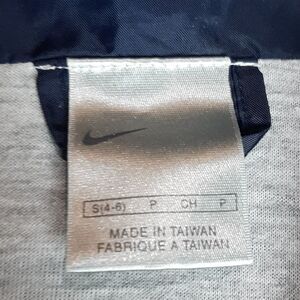 S(4-6) P CH P
MADE IN TAIWAN
FABRIQUE A TAIWAN